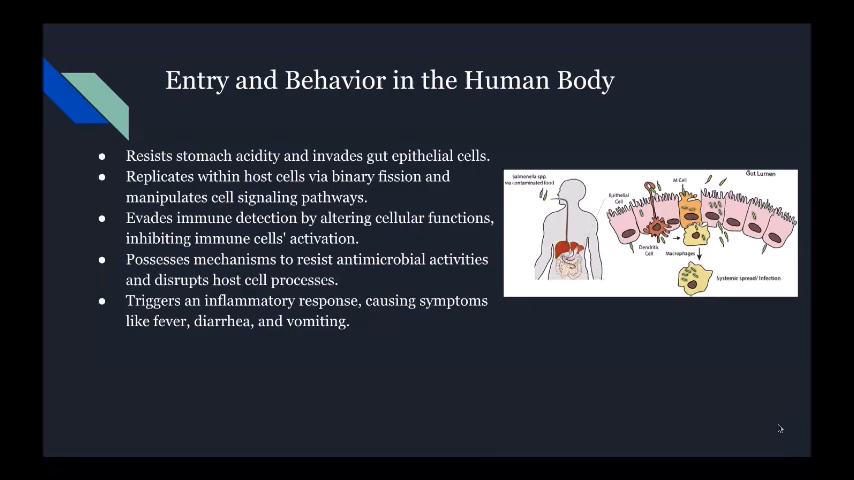 Entry and Behavior in the Human Body
● Resists stomach acidity and invades gut epithelial cells.
● Replicates within host cells via binary fission and
manipulates cell signaling pathways.
● Evades immune detection by altering cellular functions,
inhibiting immune cells' activation.
● Possesses mechanisms to resist antimicrobial activities
and disrupts host cell processes.
● Triggers an inflammatory response, causing symptoms
like fever, diarrhea, and vomiting.
Salmonella spp.
via contaminated food
Epithelial
Cell
M Cell
Gut Lumen
Dendritic
Cell
Macrophages
Systemic spread/ Infection